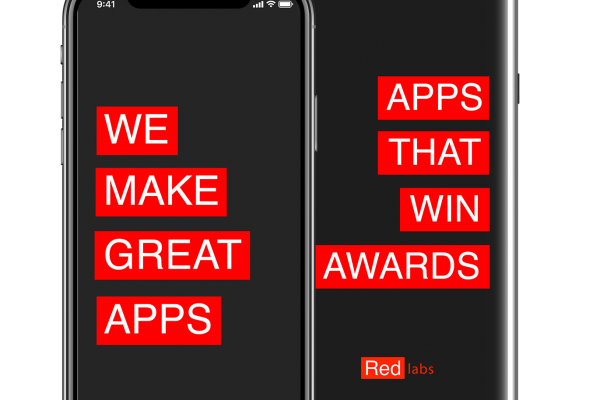 9:41
WE
MAKE
GREAT
APPS
APPS
THAT
WIN
AWARDS
Red labs